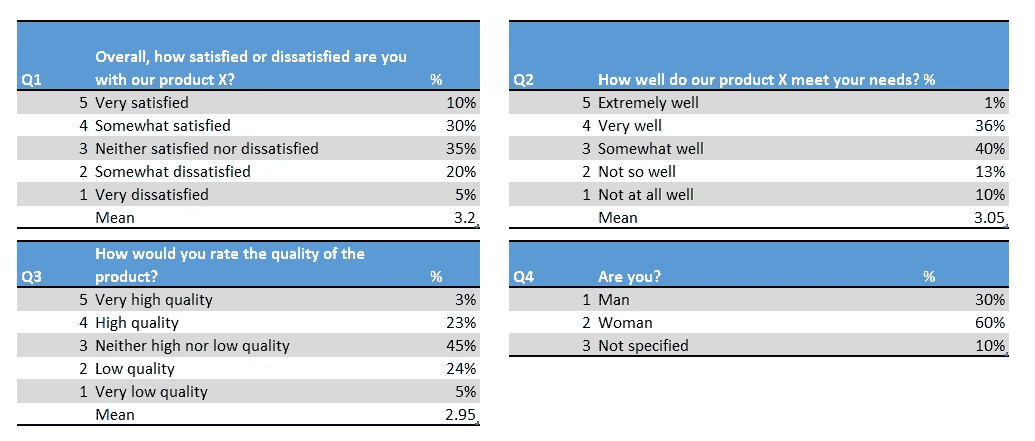 Q1 Overall, how satisfied or dissatisfied are you with our product X? %
5 Very satisfied 10%
4 Somewhat satisfied 30%
3 Neither satisfied nor dissatisfied 35%
2 Somewhat dissatisfied 20%
1 Very dissatisfied 5%
Mean 3.2
Q2 How well do our product X meet your needs? %
5 Extremely well 1%
4 Very well 36%
3 Somewhat well 40%
2 Not so well 13%
1 Not at all well 10%
Mean 3.05
Q3 How would you rate the quality of the product? %
5 Very high quality 3%
4 High quality 23%
3 Neither high nor low quality 45%
2 Low quality 24%
1 Very low quality 5%
Mean 2.95
Q4 Are you? %
1 Man 30%
2 Woman 60%
3 Not specified 10%